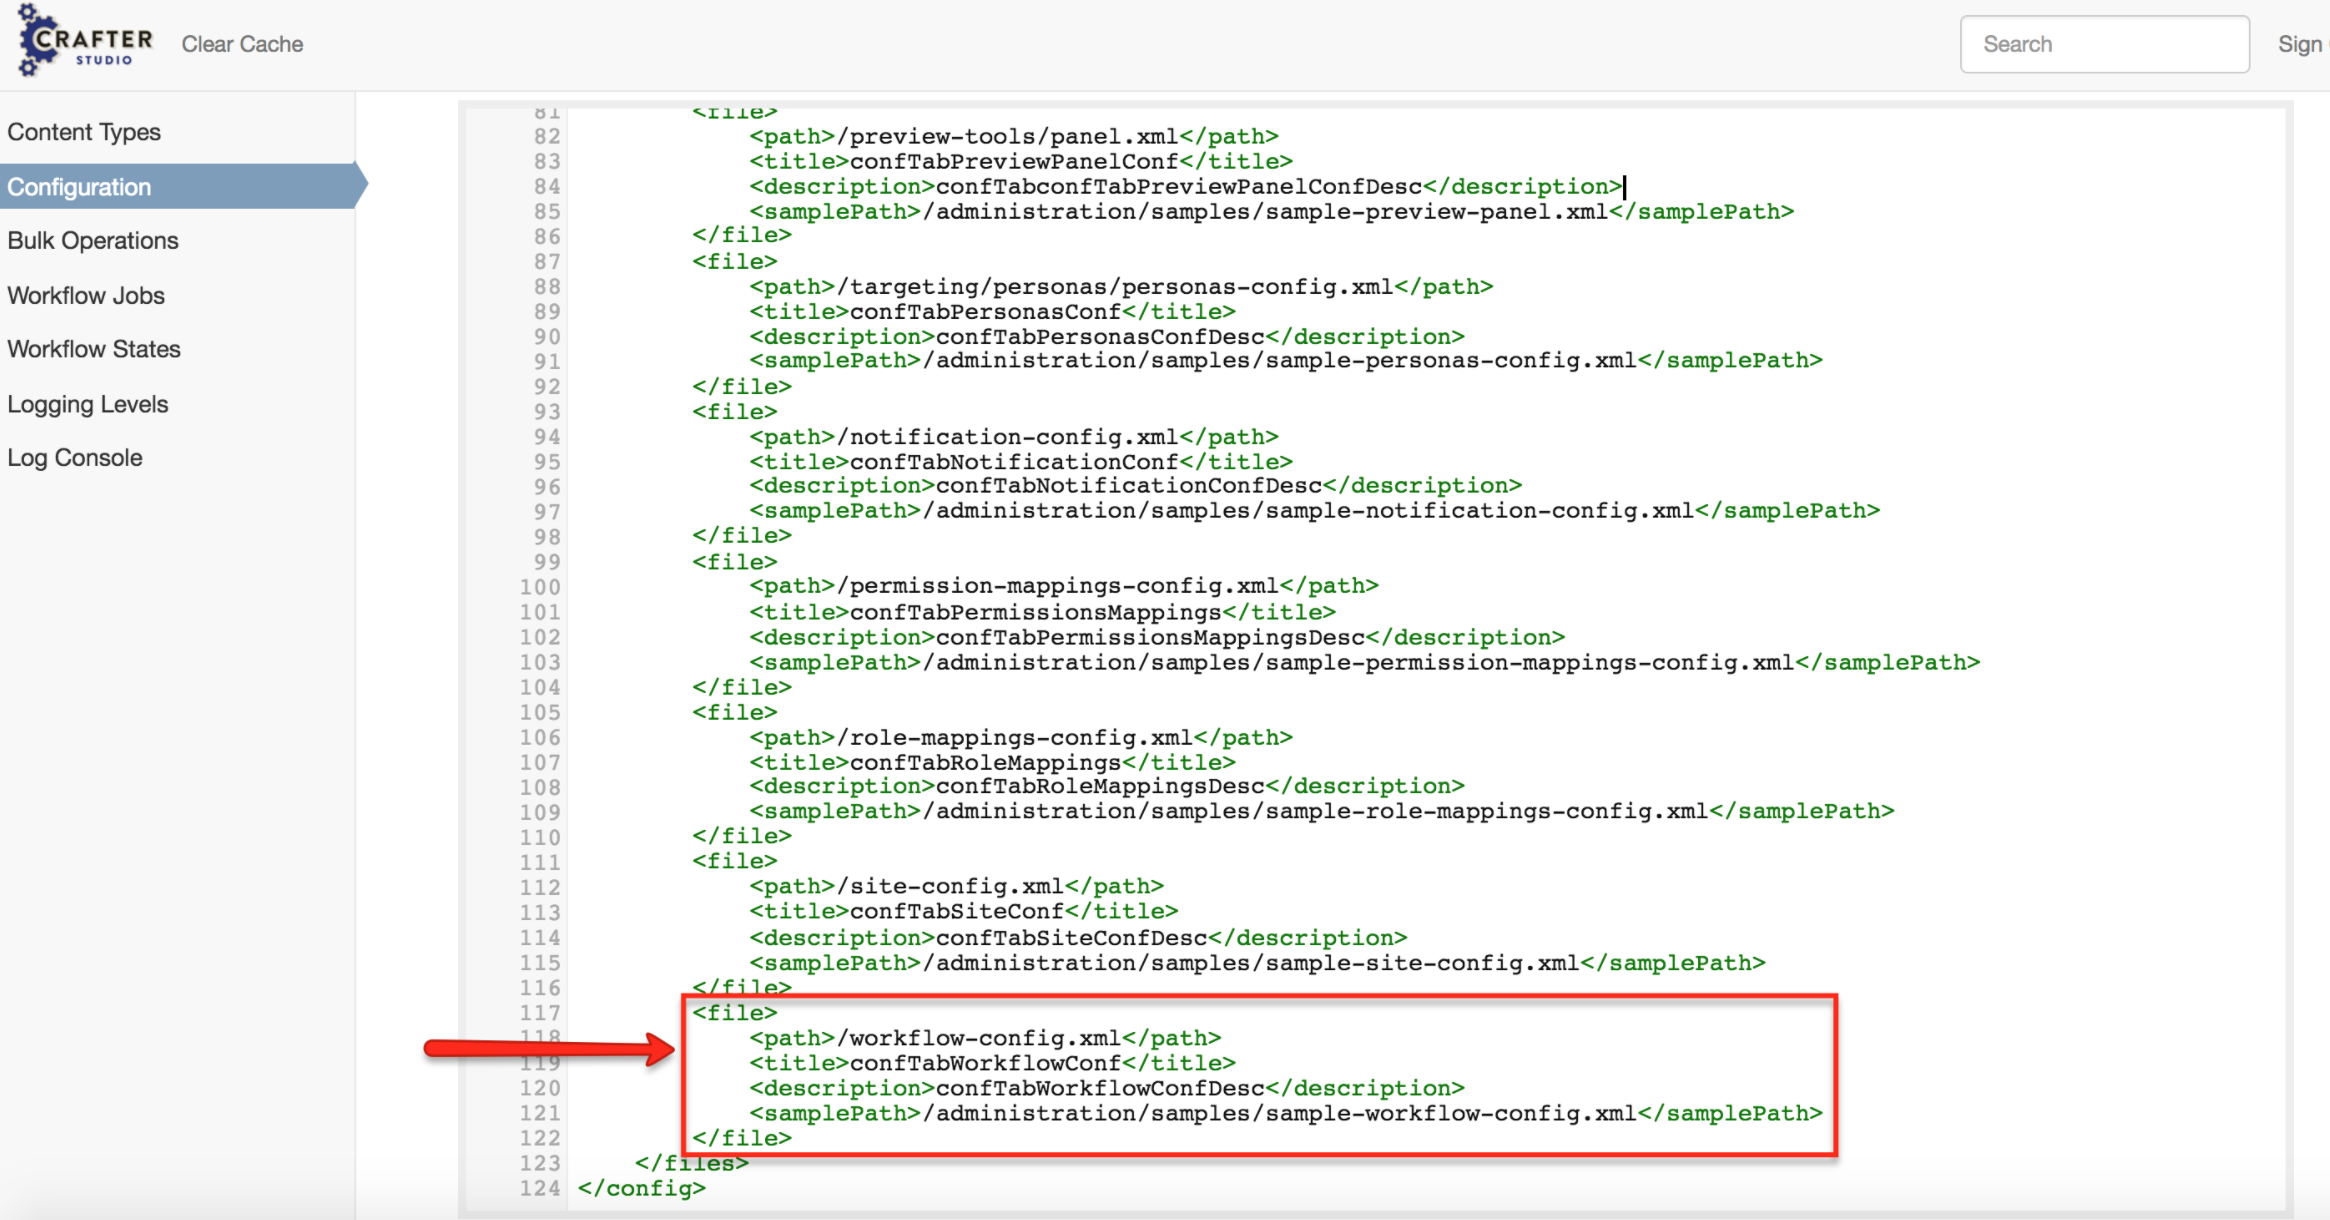 CRAFTER
STUDIO
Clear Cache
Search
Sign
Content Types
Configuration
Bulk Operations
Workflow Jobs
Workflow States
Logging Levels
Log Console
81 <file>
82 <path>/preview-tools/panel.xml</path>
83 <title>confTabPreviewPanelConf</title>
84 <description>confTabconfTabPreviewPanelConfDesc</description>
85 <samplePath>/administration/samples/sample-preview-panel.xml</samplePath>
86 </file>
87 <file>
88 <path>/targeting/personas/personas-config.xml</path>
89 <title>confTabPersonasConf</title>
90 <description>confTabPersonasConfDesc</description>
91 <samplePath>/administration/samples/sample-personas-config.xml</samplePath>
92 </file>
93 <file>
94 <path>/notification-config.xml</path>
95 <title>confTabNotificationConf</title>
96 <description>confTabNotificationConfDesc</description>
97 <samplePath>/administration/samples/sample-notification-config.xml</samplePath>
98 </file>
99 <file>
100 <path>/permission-mappings-config.xml</path>
101 <title>confTabPermissionsMappings</title>
102 <description>confTabPermissionsMappingsDesc</description>
103 <samplePath>/administration/samples/sample-permission-mappings-config.xml</samplePath>
104 </file>
105 <file>
106 <path>/role-mappings-config.xml</path>
107 <title>confTabRoleMappings</title>
108 <description>confTabRoleMappingsDesc</description>
109 <samplePath>/administration/samples/sample-role-mappings-config.xml</samplePath>
110 </file>
111 <file>
112 <path>/site-config.xml</path>
113 <title>confTabSiteConf</title>
114 <description>confTabSiteConfDesc</description>
115 <samplePath>/administration/samples/sample-site-config.xml</samplePath>
116 </file>
117 <file>
118 <path>/workflow-config.xml</path>
119 <title>confTabWorkflowConf</title>
120 <description>confTabWorkflowConfDesc</description>
121 <samplePath>/administration/samples/sample-workflow-config.xml</samplePath>
122 </file>
123 </files>
124 </config>